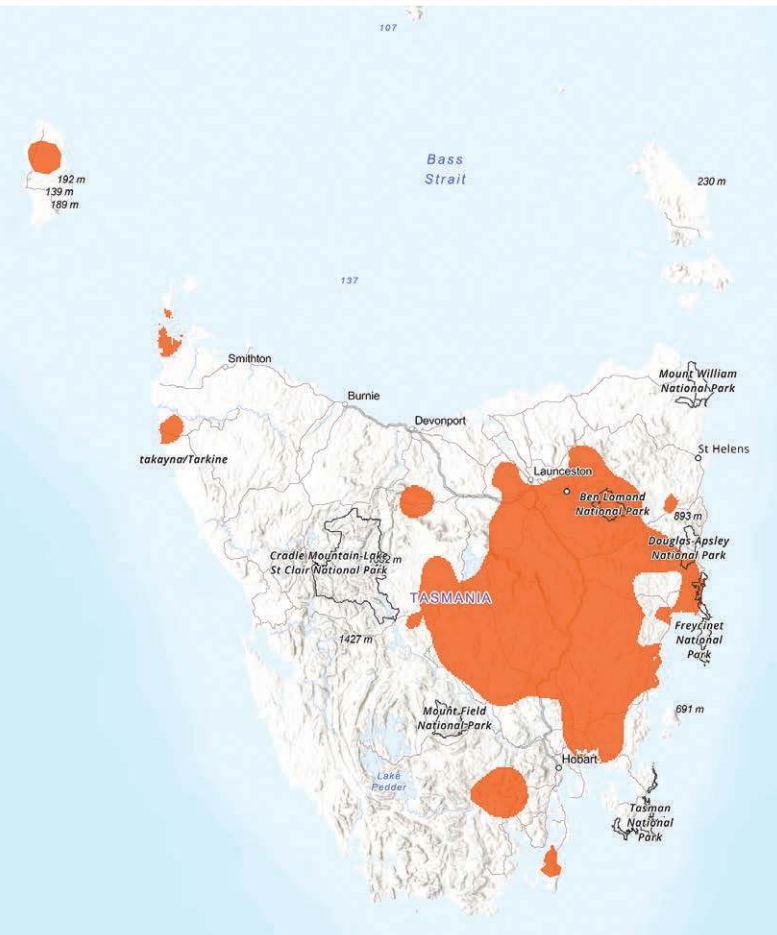 107
Bass
Strait
192 m
139 m
189 m
230 m
137
Smithton
Mount William
National Park
Burnie
Devonport
St Helens
takayna/Tarkine
Launceston
Ben Lomond
National Park
893 m
Douglas-Apsley
National Park
Cradle Mountain-Lake
St Clair National Park
TASMANIA
Freycinet
National
Park
1427 m
Mount Field
National Park
691 m
Hobart
Lake
Pedder
Tasman
National
Park